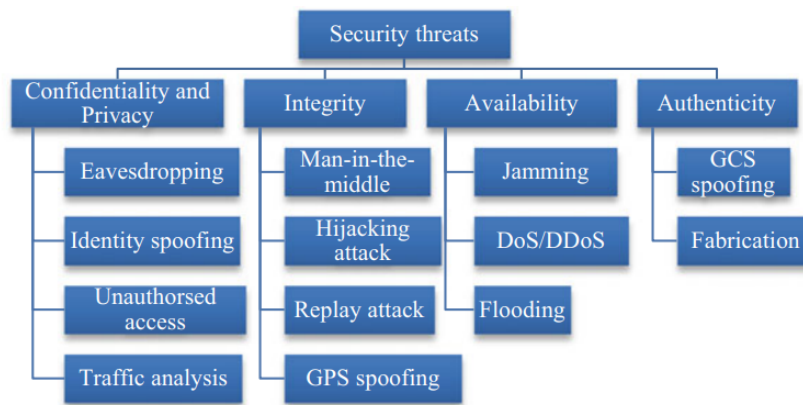 Security threats
Confidentiality and
Privacy
Integrity
Availability
Authenticity
Eavesdropping
Man-in-the-
middle
Jamming
GCS
spoofing
Identity spoofing
Hijacking
attack
DoS/DDoS
Fabrication
Unauthorsed
access
Replay attack
Flooding
Traffic analysis
GPS spoofing